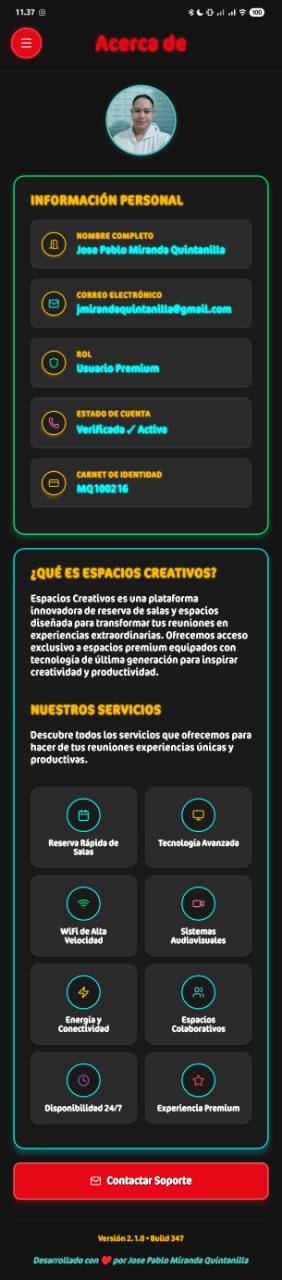 11.37
100
Acerca de
INFORMACIÓN PERSONAL
NOMBRE COMPLETO
Jose Pablo Miranda Quintanilla
CORREO ELECTRÓNICO
jmirandaquintanilla@gmail.com
ROL
Usuario Premium
ESTADO DE CUENTA
Verificada ✓ Activa
CARNET DE IDENTIDAD
MQ100216
¿QUÉ ES ESPACIOS CREATIVOS?
Espacios Creativos es una plataforma
innovadora de reserva de salas y espacios
diseñada para transformar tus reuniones en
experiencias extraordinarias. Ofrecemos acceso
exclusivo a espacios premium equipados con
tecnología de última generación para inspirar
creatividad y productividad.
NUESTROS SERVICIOS
Descubre todos los servicios que ofrecemos para
hacer de tus reuniones experiencias únicas y
productivas.
Reserva Rápida de
Salas
Tecnología Avanzada
WiFi de Alta
Velocidad
Sistemas
Audiovisuales
Energía y
Conectividad
Espacios
Colaborativos
Disponibilidad 24/7
Experiencia Premium
Contactar Soporte
Versión 2.1.0 • Build 347
Desarrollado con ❤️ por Jose Pablo Miranda Quintanilla